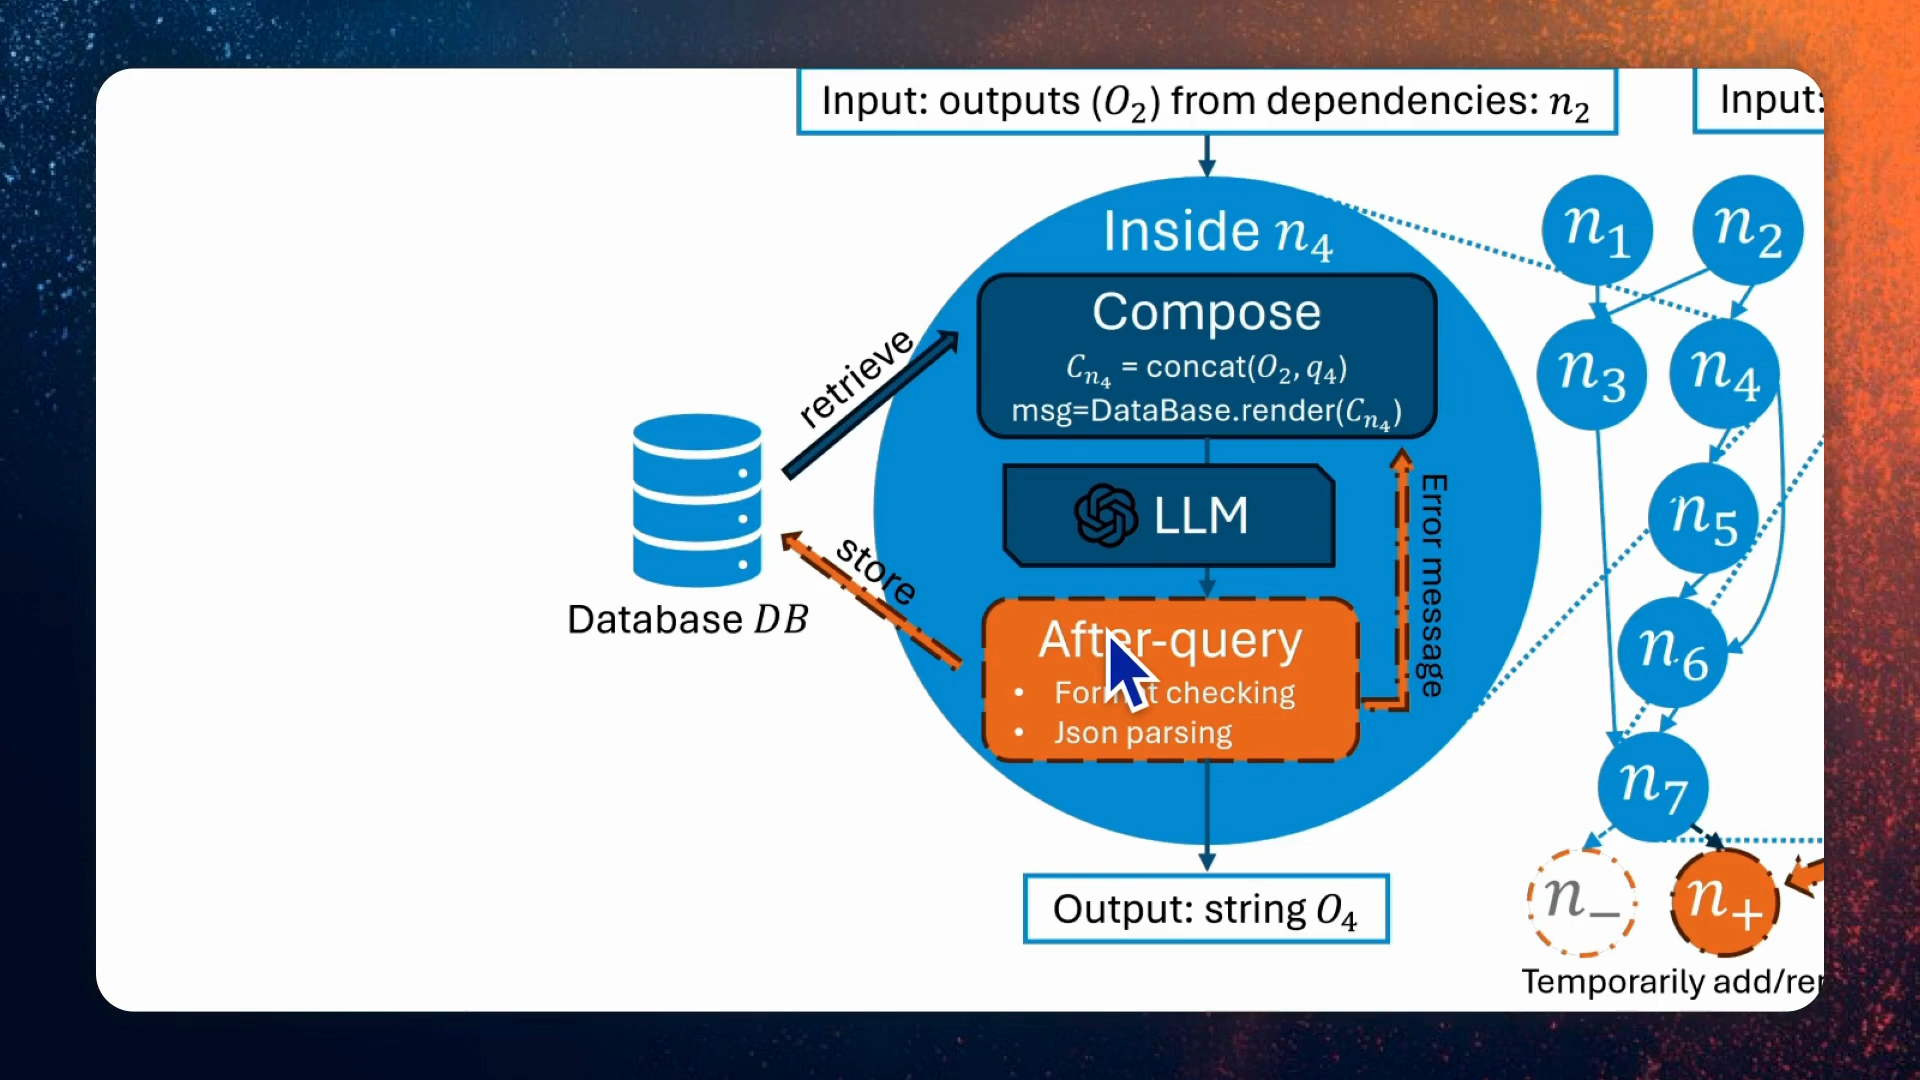 Input: outputs (𝑂₂) from dependencies: 𝑛₂
Input:
Inside 𝑛₄
Compose
𝐶ₙ₄ = concat(𝑂₂, 𝑞₄)
msg=DataBase.render(𝐶ₙ₄)
retrieve
LLM
store
Error message
Database 𝐷𝐵
After-query
• Format checking
• Json parsing
Output: string 𝑂₄
𝑛₁
𝑛₂
𝑛₃
𝑛₄
𝑛₅
𝑛₆
𝑛₇
𝑛₋
𝑛₊
Temporarily add/